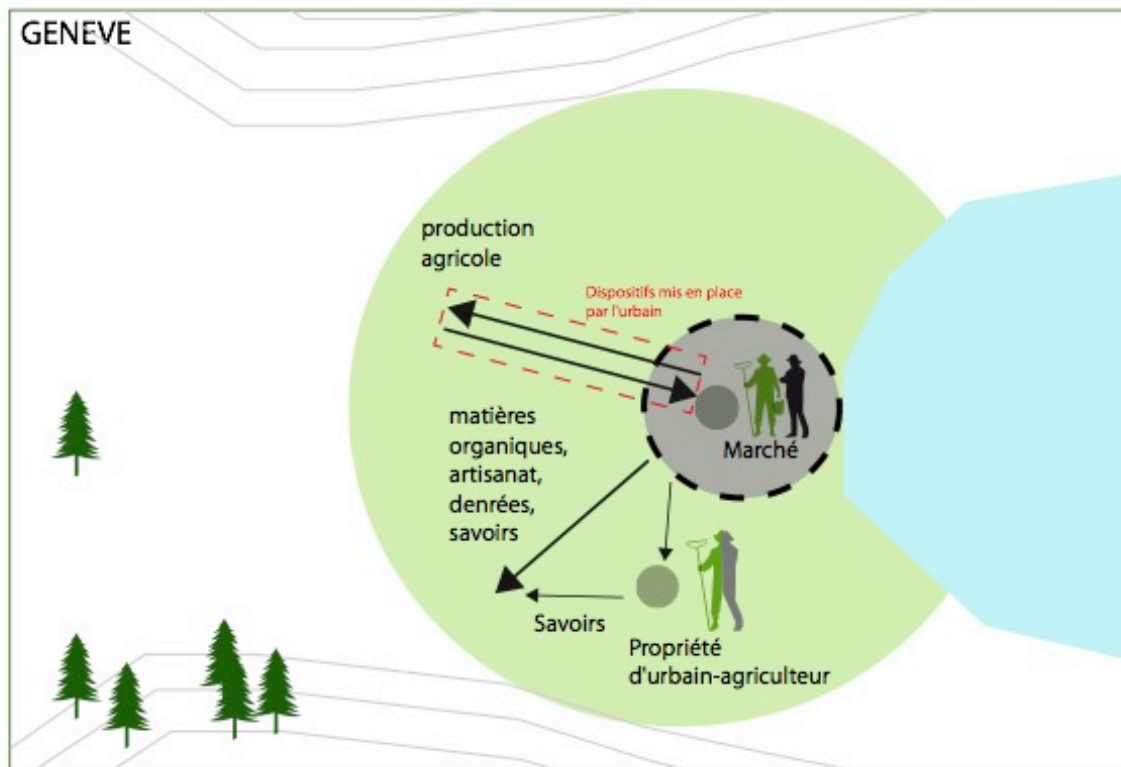 GENEVE
production
agricole
Dispositifs mis en place
par l'urbain
matières
organiques,
artisanat,
denrées,
savoirs
Marché
Savoirs
Propriété
d'urbain-agriculteur